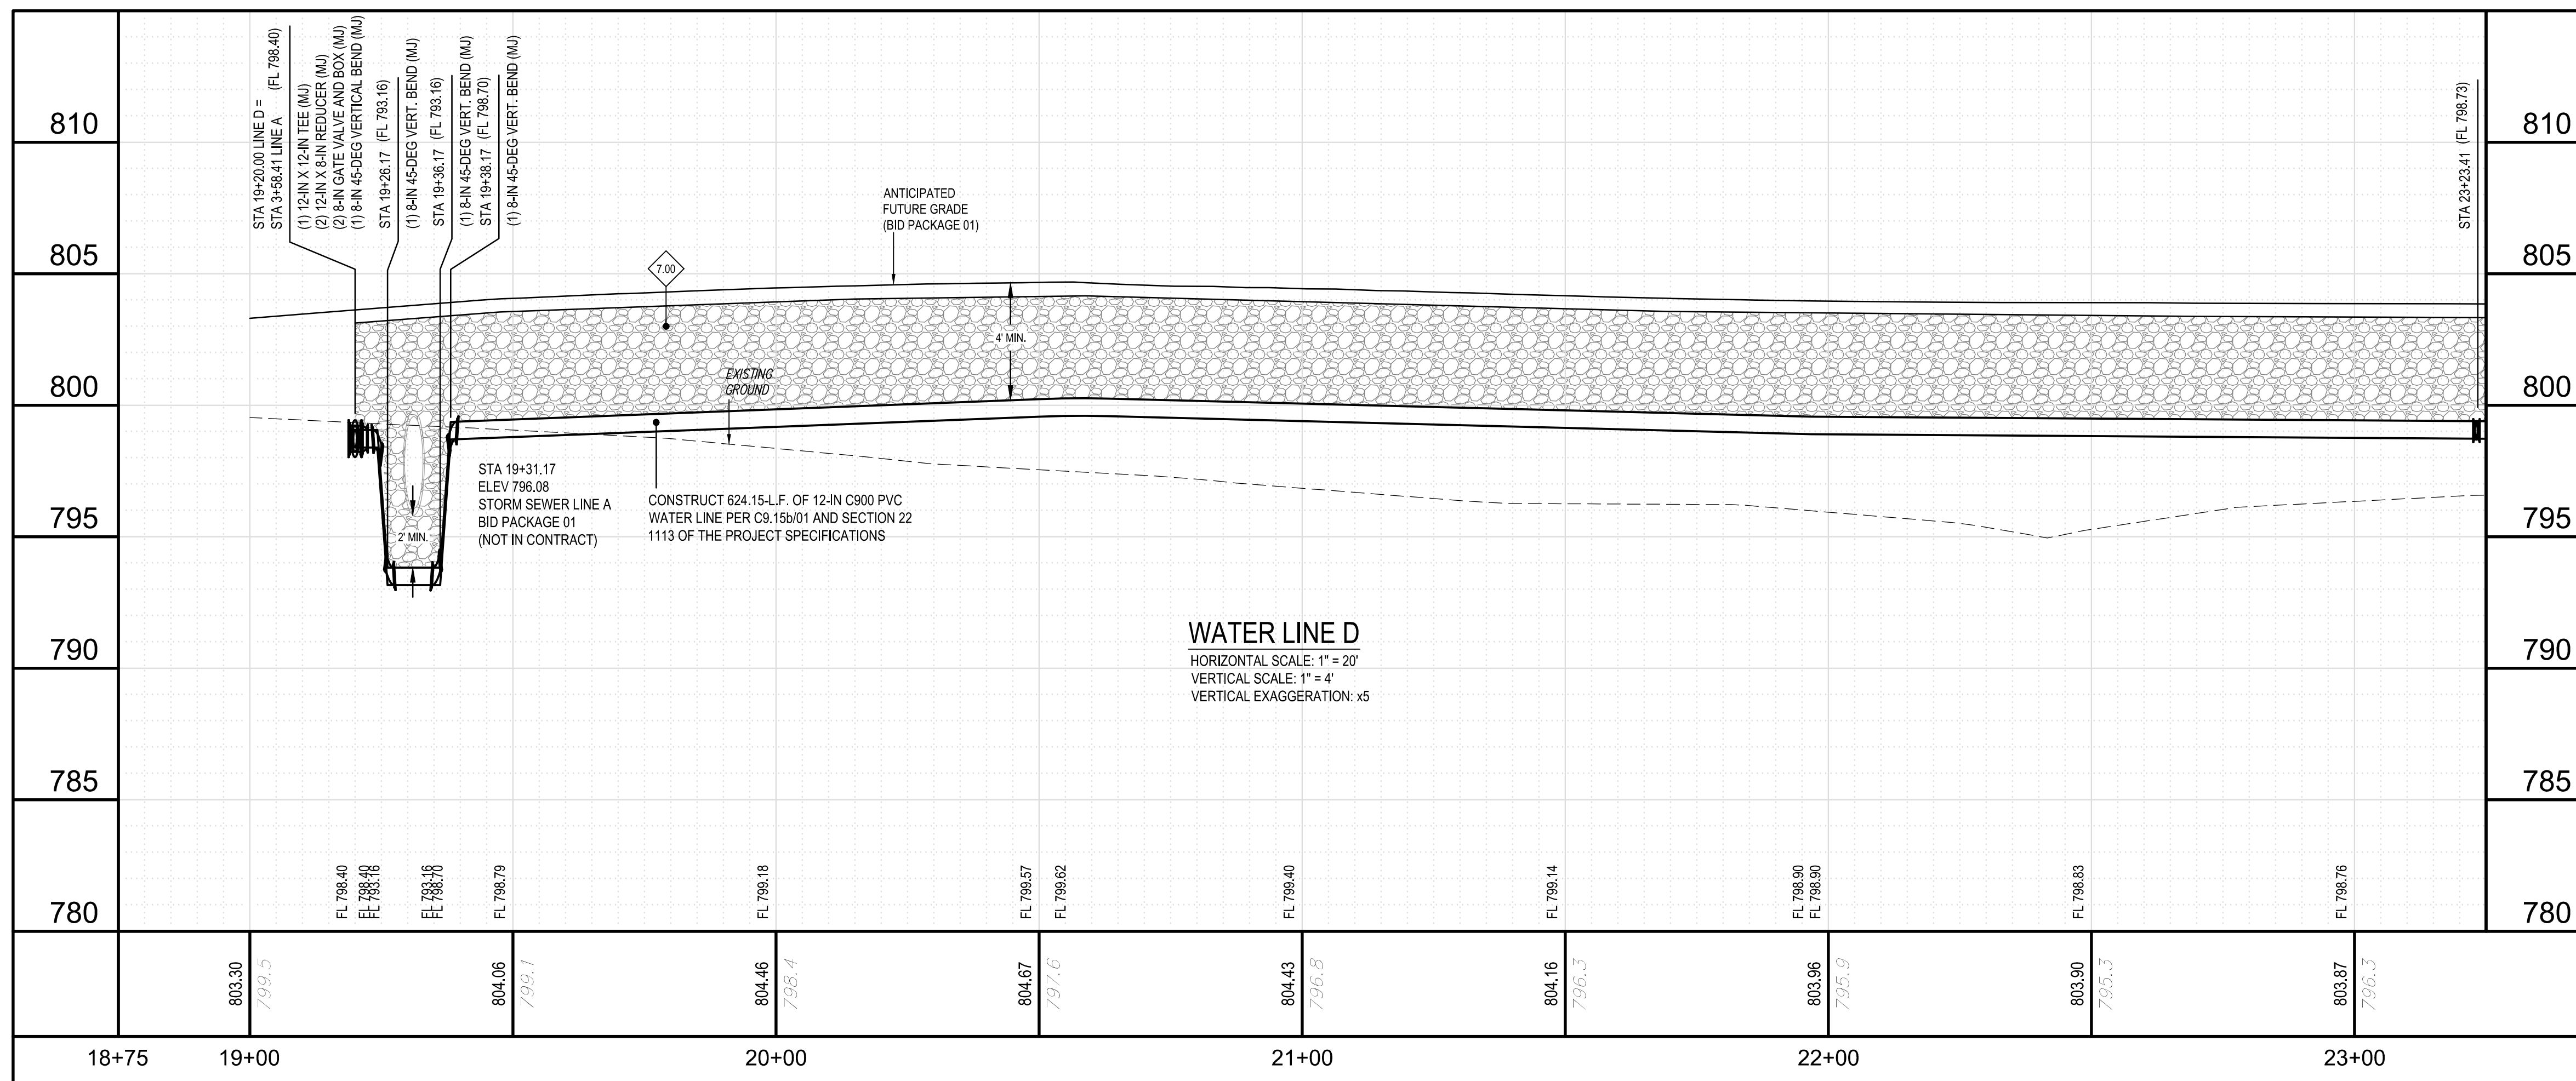 STA 19+20.00 LINE D =
STA 3+58.41 LINE A (FL 798.40)
(1) 12-IN X 12-IN TEE (MJ)
(2) 12-IN X 8-IN REDUCER (MJ)
(2) 8-IN GATE VALVE AND BOX (MJ)
(1) 8-IN 45-DEG VERTICAL BEND (MJ)
STA 19+26.17 (FL 793.16)
(1) 8-IN 45-DEG VERT. BEND (MJ)
STA 19+36.17 (FL 793.16)
(1) 8-IN 45-DEG VERT. BEND (MJ)
STA 19+38.17 (FL 798.70)
(1) 8-IN 45-DEG VERT. BEND (MJ)
STA 23+23.41 (FL 798.73)
810
810
ANTICIPATED
FUTURE GRADE
(BID PACKAGE 01)
805
805
7.00
4' MIN.
EXISTING
GROUND
800
800
STA 19+31.17
ELEV 796.08
STORM SEWER LINE A
BID PACKAGE 01
(NOT IN CONTRACT)
CONSTRUCT 624.15-L.F. OF 12-IN C900 PVC
WATER LINE PER C9.15b/01 AND SECTION 22
1113 OF THE PROJECT SPECIFICATIONS
2' MIN.
795
795
WATER LINE D
HORIZONTAL SCALE: 1" = 20'
VERTICAL SCALE: 1" = 4'
VERTICAL EXAGGERATION: x5
790
790
785
785
FL 798.40
FL 798.40
FL 793.16
FL 793.16
FL 798.70
FL 798.79
FL 799.18
FL 799.57
FL 799.62
FL 799.40
FL 799.14
FL 798.90
FL 798.90
FL 798.83
FL 798.76
780
780
803.30
799.5
804.06
799.1
804.46
798.4
804.67
797.6
804.43
796.8
804.16
796.3
803.96
795.9
803.90
795.3
803.87
796.3
18+75
19+00
20+00
21+00
22+00
23+00